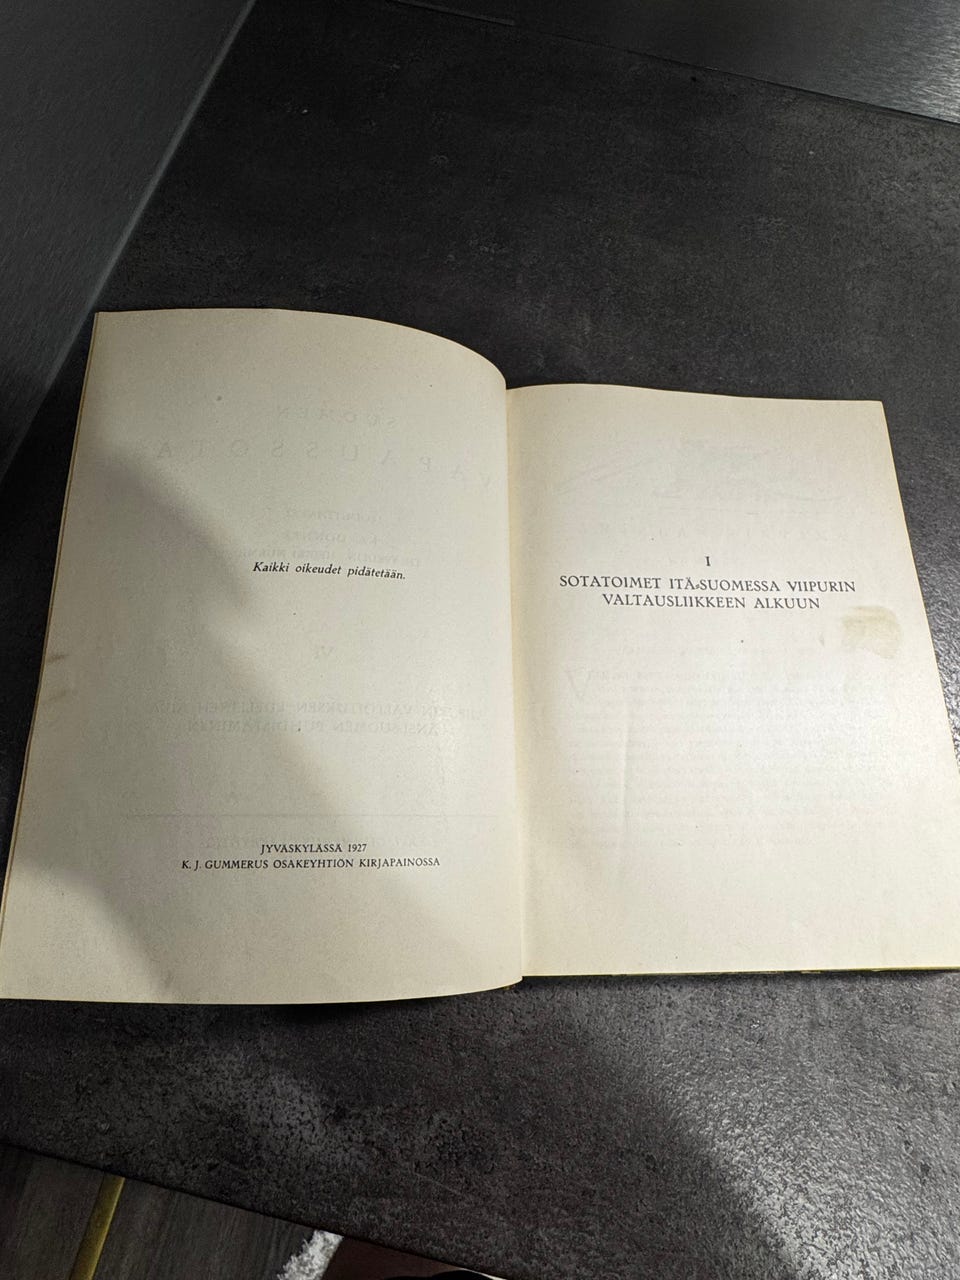 Kaikki oikeudet pidätetään.
JYVÄSKYLÄSSÄ 1927
K. J. GUMMERUS OSAKEYHTIÖN KIRJAPAINOSSA
I
SOTATOIMET ITÄ-SUOMESSA VIIPURIN
VALTAUSLIIKKEEN ALKUUN